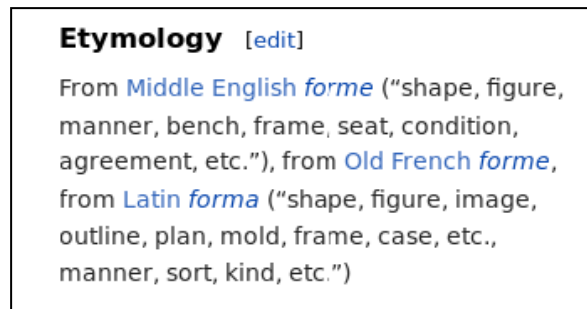 Etymology [edit]
From Middle English forme (“shape, figure,
manner, bench, frame, seat, condition,
agreement, etc.”), from Old French forme,
from Latin forma (“shape, figure, image,
outline, plan, mold, frame, case, etc.,
manner, sort, kind, etc.”)